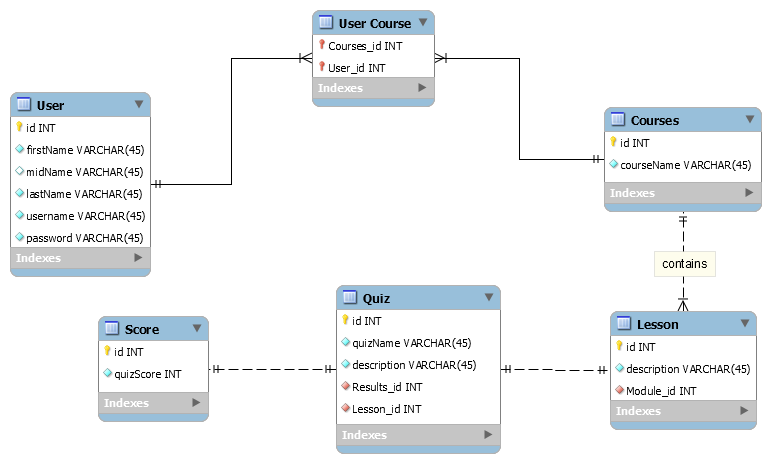 User Course
Courses_id INT
User_id INT
Indexes
User
id INT
firstName VARCHAR(45)
midName VARCHAR(45)
lastName VARCHAR(45)
username VARCHAR(45)
password VARCHAR(45)
Indexes
Courses
id INT
courseName VARCHAR(45)
Indexes
contains
Score
id INT
quizScore INT
Indexes
Quiz
id INT
quizName VARCHAR(45)
description VARCHAR(45)
Results_id INT
Lesson_id INT
Indexes
Lesson
id INT
description VARCHAR(45)
Module_id INT
Indexes